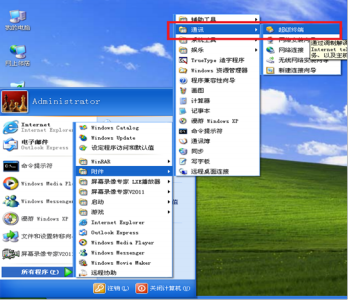 我的电脑
网上邻居
Administrator
Internet
Internet Explorer
电子邮件
Outlook Express
命令提示符
Windows Media Pl
Windows Messenger
漫游 Windows XP
文件和设置转移向
屏幕录像专家V2011
所有程序(P)
注销(L)
关闭计算机(U)
Windows Catalog
Windows Update
设定程序访问和默认值
WinRAR
附件
屏幕录像专家 LXE播放器
屏幕录像专家V2011
启动
游戏
Internet Explorer
Outlook Express
Windows Media Player
Windows Messenger
Windows Movie Maker
远程协助
辅助工具
通讯
系统工具
娱乐
TrueType 造字程序
Windows 资源管理器
程序兼容性向导
画图
计算器
记事本
漫游 Windows XP
命令提示符
通讯簿
同步
写字板
远程桌面连接
超级终端
网络连接
无线网络安装向导
新建连接向导
通过调制解调
Internet tel
务、以及主机